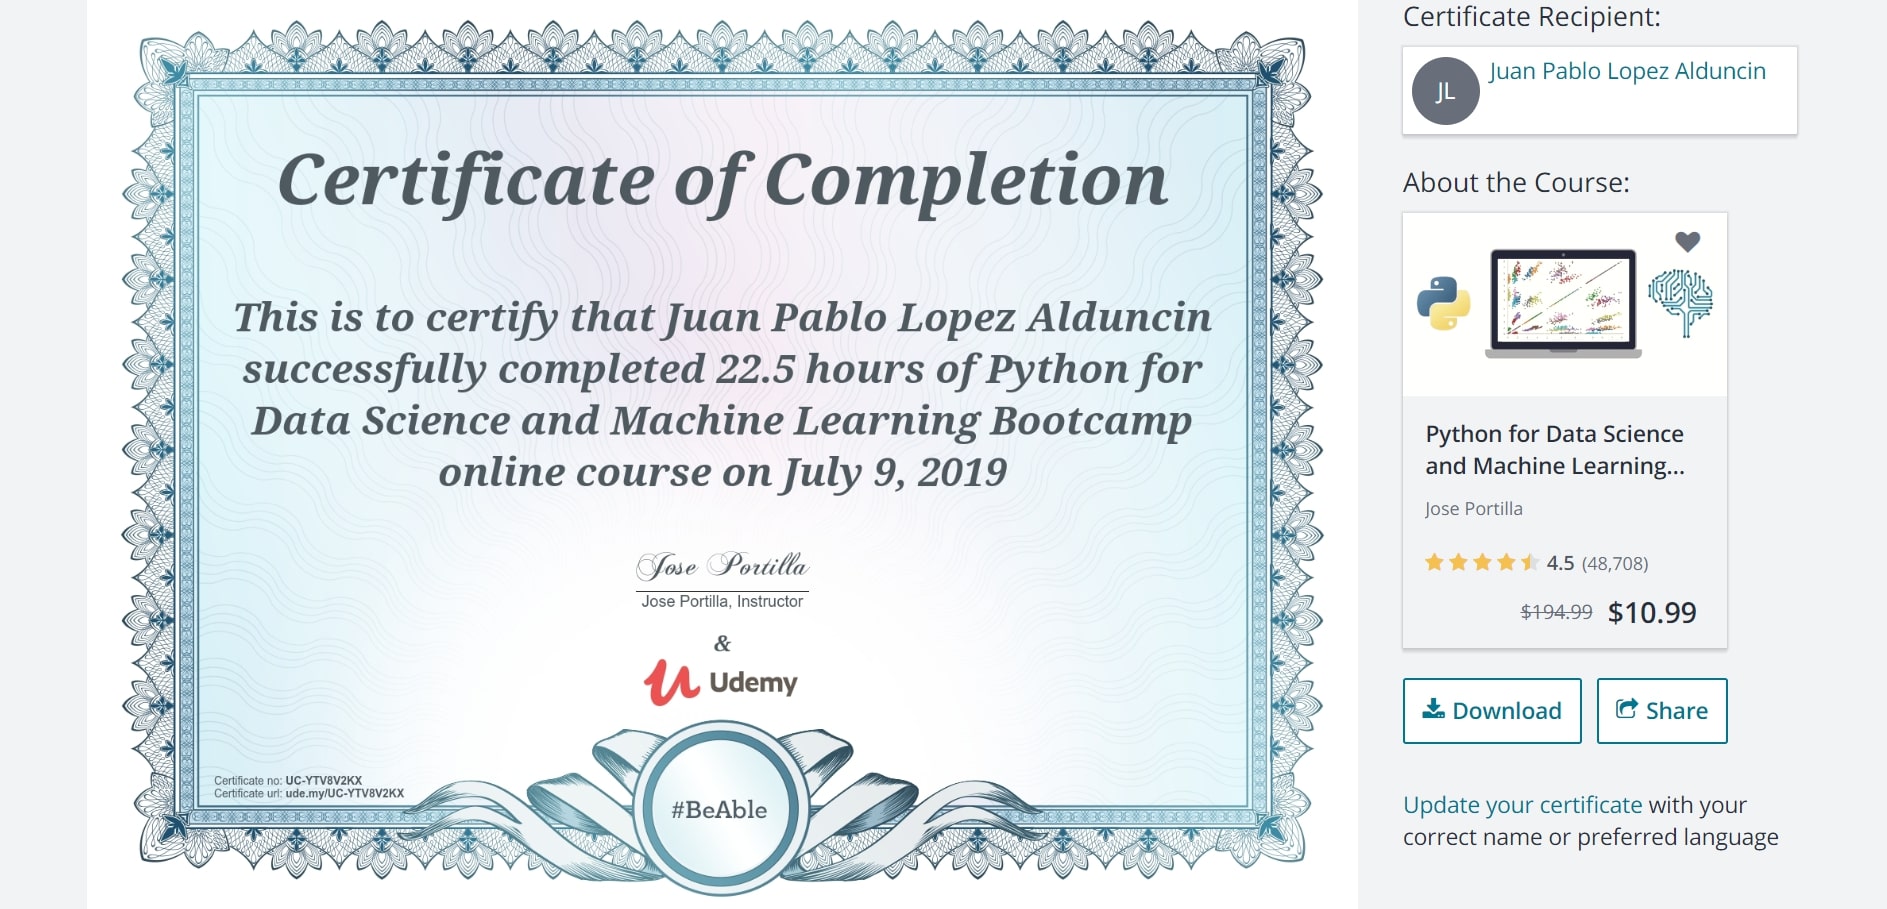 Certificate of Completion
This is to certify that Juan Pablo Lopez Alduncin
successfully completed 22.5 hours of Python for
Data Science and Machine Learning Bootcamp
online course on July 9, 2019
Jose Portilla
Jose Portilla, Instructor
&
Udemy
#BeAble
Certificate no: UC-YTV8V2KX
Certificate url: ude.my/UC-YTV8V2KX
Certificate Recipient:
JL
Juan Pablo Lopez Alduncin
About the Course:
Python for Data Science
and Machine Learning...
Jose Portilla
4.5 (48,708)
$194.99 $10.99
Download
Share
Update your certificate with your
correct name or preferred language